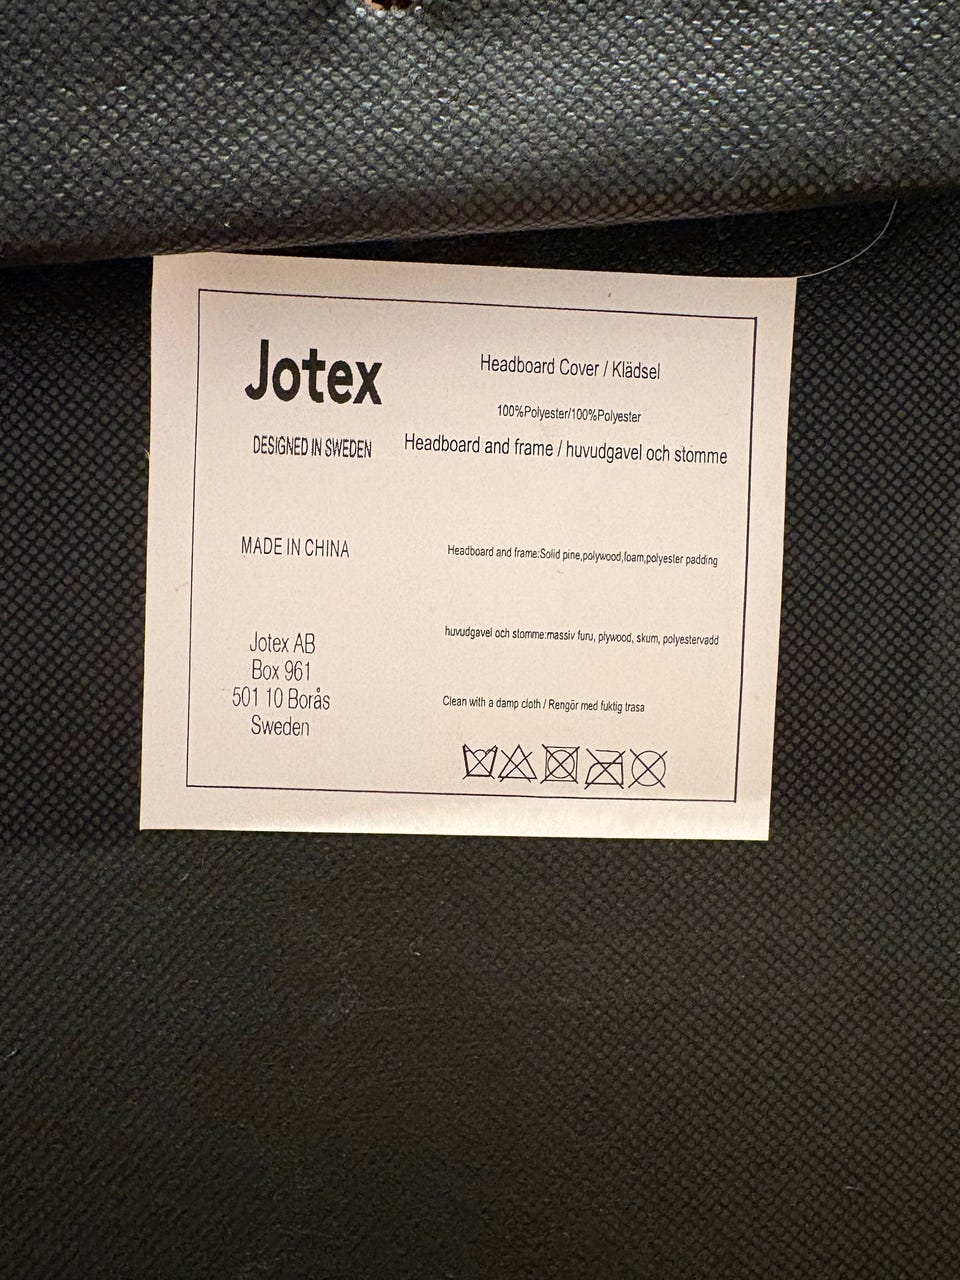 Jotex
DESIGNED IN SWEDEN
MADE IN CHINA
Jotex AB
Box 961
501 10 Borås
Sweden
Headboard Cover / Klädsel
100%Polyester/100%Polyester
Headboard and frame / huvudgavel och stomme
Headboard and frame:Solid pine,polywood,foam,polyester padding
huvudgavel och stomme:massiv furu, plywood, skum, polyestervadd
Clean with a damp cloth / Rengör med fuktig trasa